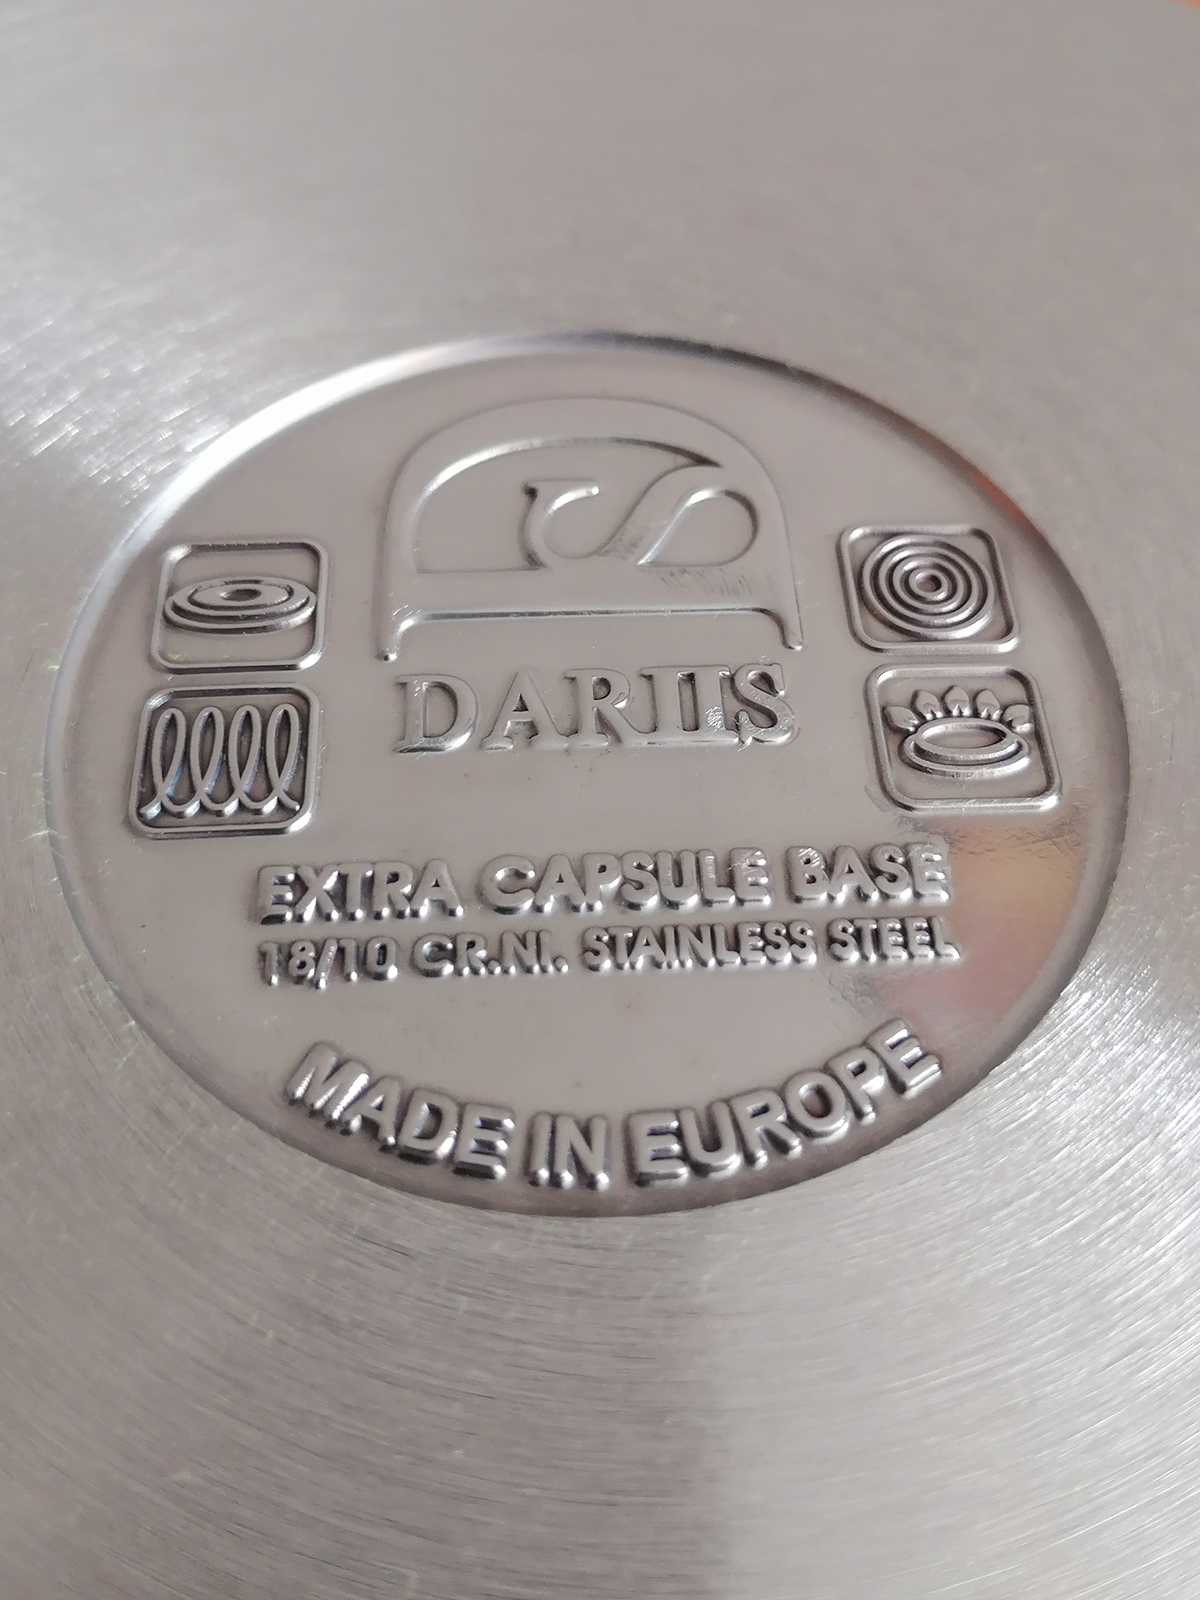 DARIIS
EXTRA CAPSULE BASE
18/10 CR.NI. STAINLESS STEEL
MADE IN EUROPE